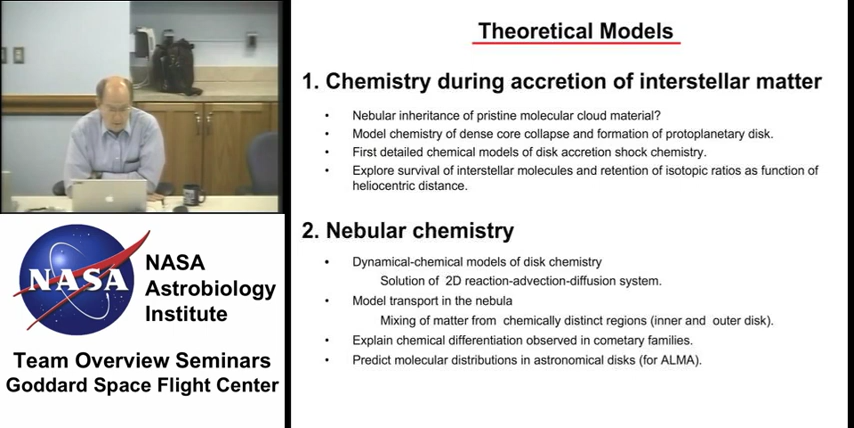 NASA
NASA
Astrobiology
Institute
Team Overview Seminars
Goddard Space Flight Center
Theoretical Models
1. Chemistry during accretion of interstellar matter
• Nebular inheritance of pristine molecular cloud material?
• Model chemistry of dense core collapse and formation of protoplanetary disk.
• First detailed chemical models of disk accretion shock chemistry.
• Explore survival of interstellar molecules and retention of isotopic ratios as function of
heliocentric distance.
2. Nebular chemistry
• Dynamical-chemical models of disk chemistry
Solution of 2D reaction-advection-diffusion system.
• Model transport in the nebula
Mixing of matter from chemically distinct regions (inner and outer disk).
• Explain chemical differentiation observed in cometary families.
• Predict molecular distributions in astronomical disks (for ALMA).